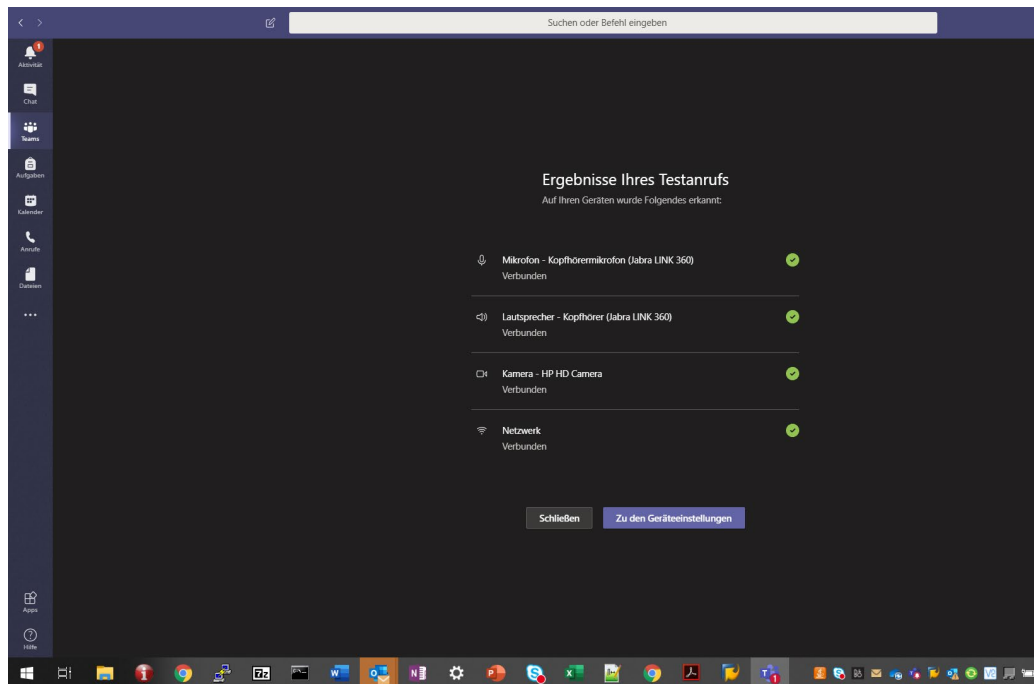 Suchen oder Befehl eingeben
1
Aktivität
Chat
Teams
Aufgaben
Kalender
Anrufe
Dateien
Apps
Hilfe
Ergebnisse Ihres Testanrufs
Auf Ihren Geräten wurde Folgendes erkannt:
Mikrofon - Kopfhörermikrofon (Jabra LINK 360)
Verbunden
Lautsprecher - Kopfhörer (Jabra LINK 360)
Verbunden
Kamera - HP HD Camera
Verbunden
Netzwerk
Verbunden
Schließen
Zu den Geräteeinstellungen